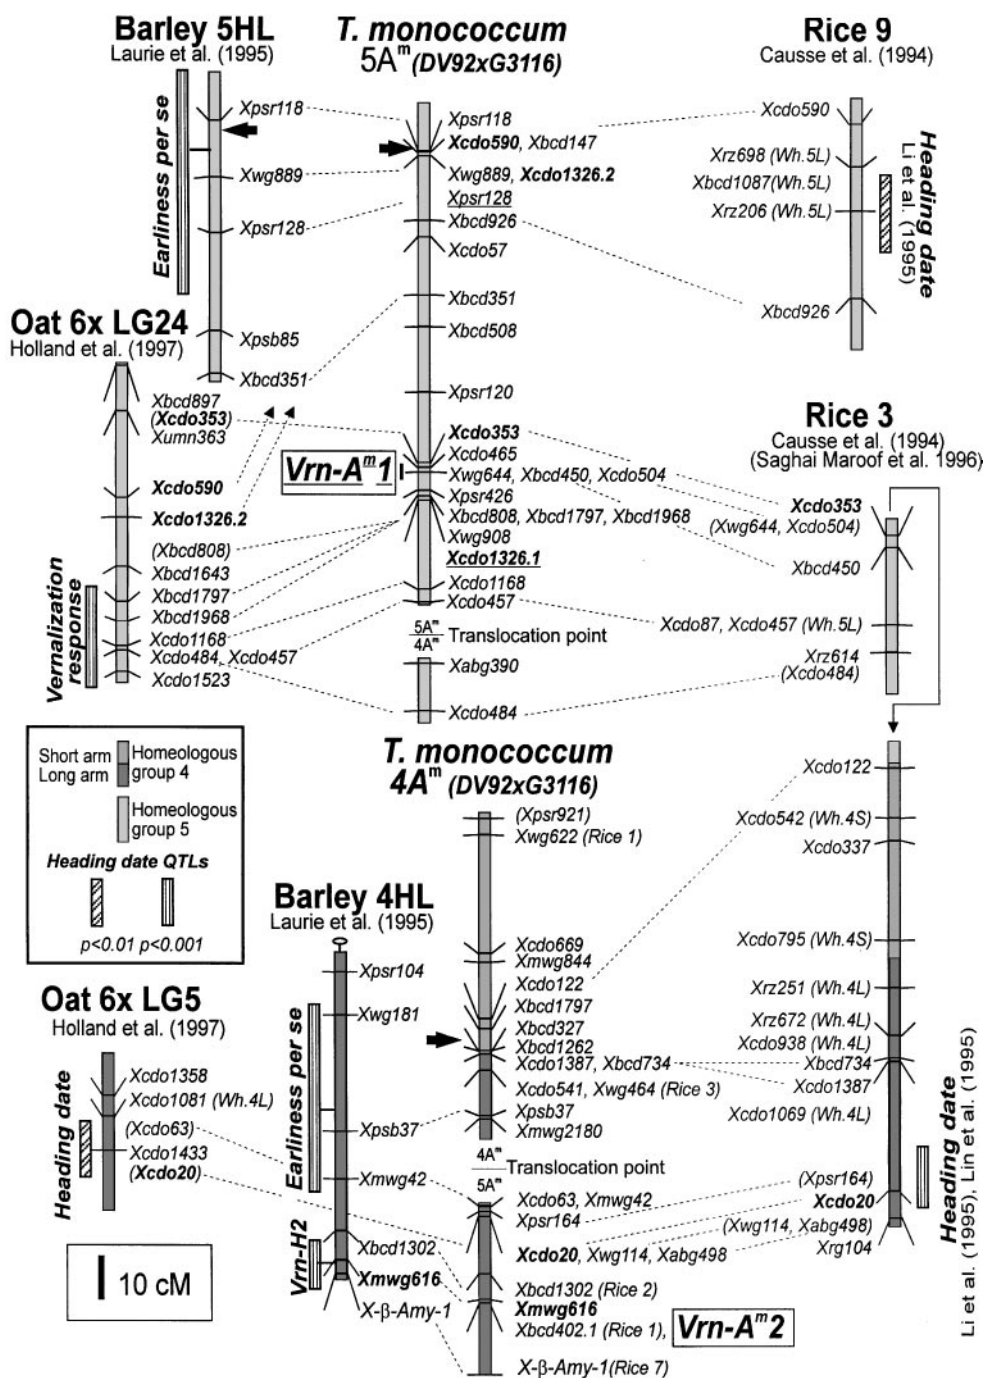 Barley 5HL
Laurie et al. (1995)
Earliness per se
Xpsr118
Xwg889
Xpsr128
Xpsb85
Xbcd351
T. monococcum
5Aᵐ (DV92xG3116)
Xpsr118
Xcdo590, Xbcd147
Xwg889, Xcdo1326.2
Xpsr128
Xbcd926
Xcdo57
Xbcd351
Xbcd508
Xpsr120
Xcdo353
Xcdo465
Xwg644, Xbcd450, Xcdo504
Xpsr426
Xbcd808, Xbcd1797, Xbcd1968
Xwg908
Xcdo1326.1
Xcdo1168
Xcdo457
5Aᵐ
4Aᵐ
Translocation point
Xabg390
Xcdo484
Vrn-Aᵐ1
Rice 9
Causse et al. (1994)
Xcdo590
Xrz698 (Wh.5L)
Xbcd1087(Wh.5L)
Xrz206 (Wh.5L)
Xbcd926
Heading date
Li et al. (1995)
Oat 6x LG24
Holland et al. (1997)
Xbcd897
(Xcdo353)
Xumn363
Xcdo590
Xcdo1326.2
(Xbcd808)
Xbcd1643
Xbcd1797
Xbcd1968
Xcdo1168
Xcdo484, Xcdo457
Xcdo1523
Vernalization
response
Rice 3
Causse et al. (1994)
(Saghai Maroof et al. 1996)
Xcdo353
(Xwg644, Xcdo504)
Xbcd450
Xcdo87, Xcdo457 (Wh.5L)
Xrz614
(Xcdo484)
Xcdo122
Xcdo542 (Wh.4S)
Xcdo337
Xcdo795 (Wh.4S)
Xrz251 (Wh.4L)
Xrz672 (Wh.4L)
Xcdo938 (Wh.4L)
Xbcd734
Xcdo1387
Xcdo1069 (Wh.4L)
(Xpsr164)
Xcdo20
(Xwg114, Xabg498)
Xrg104
Heading date
Li et al. (1995), Lin et al. (1995)
Short arm
Long arm
Homeologous
group 4
Homeologous
group 5
Heading date QTLs
p<0.01 p<0.001
T. monococcum
4Aᵐ (DV92xG3116)
(Xpsr921)
Xwg622 (Rice 1)
Xcdo669
Xmwg844
Xcdo122
Xbcd1797
Xbcd327
Xbcd1262
Xcdo1387, Xbcd734
Xcdo541, Xwg464 (Rice 3)
Xpsb37
Xmwg2180
4Aᵐ
5Aᵐ
Translocation point
Xcdo63, Xmwg42
Xpsr164
Xcdo20, Xwg114, Xabg498
Xbcd1302 (Rice 2)
Xmwg616
Xbcd402.1 (Rice 1),
Vrn-Aᵐ2
X-β-Amy-1(Rice 7)
Barley 4HL
Laurie et al. (1995)
Xpsr104
Xwg181
Xpsb37
Xmwg42
Xbcd1302
Xmwg616
X-β-Amy-1
Earliness per se
Vrn-H2
Oat 6x LG5
Holland et al. (1997)
Xcdo1358
Xcdo1081 (Wh.4L)
(Xcdo63)
Xcdo1433
(Xcdo20)
Heading date
10 cM